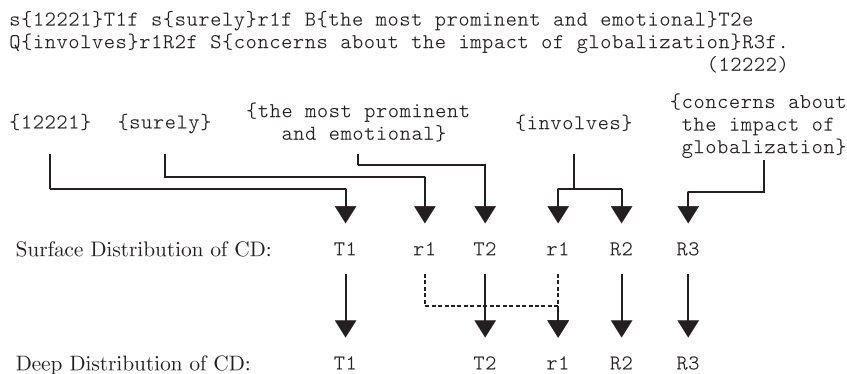 s{12221}T1f s{surely}r1f B{the most prominent and emotional}T2e
Q{involves}r1R2f S{concerns about the impact of globalization}R3f.
(12222)
{12221} {surely} {the most prominent and emotional} {involves} {concerns about the impact of globalization}
Surface Distribution of CD: T1 r1 T2 r1 R2 R3
Deep Distribution of CD: T1 T2 r1 R2 R3